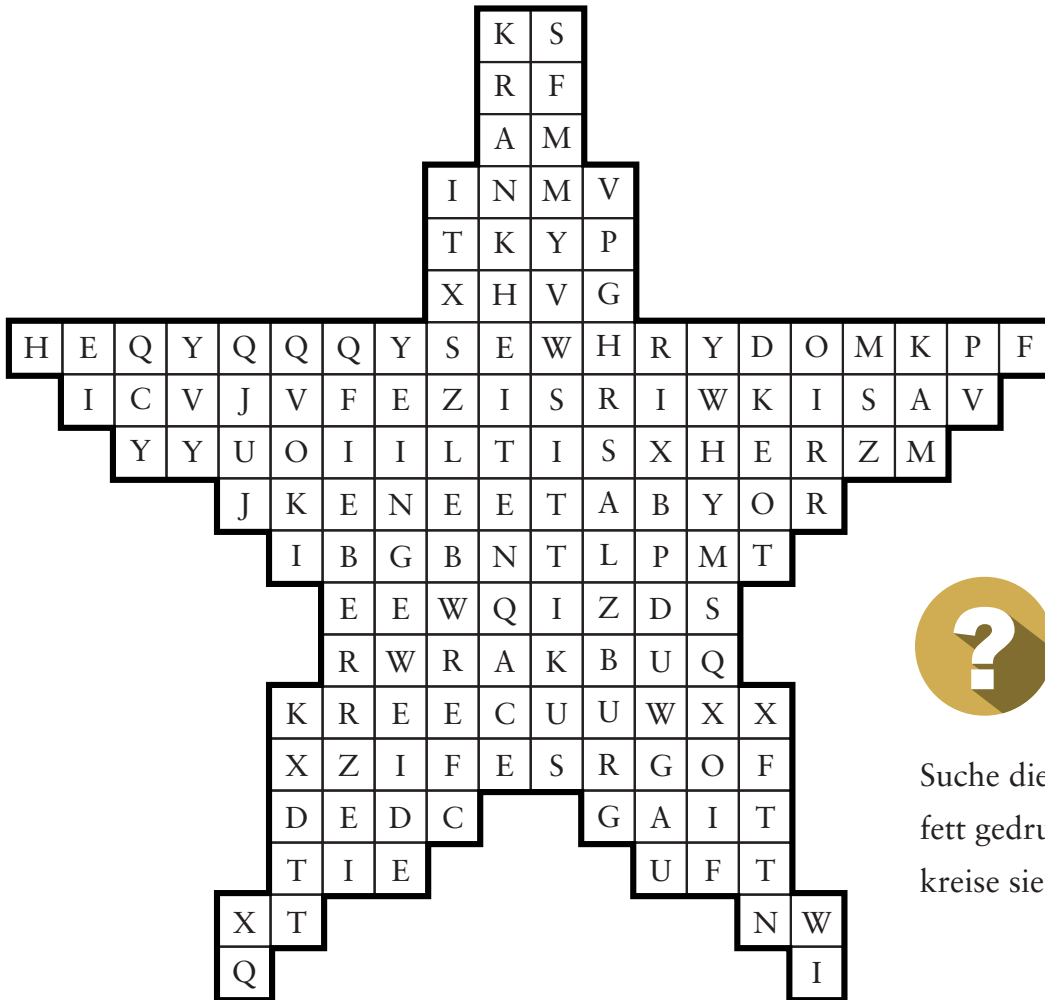 K S
R F
A M
I N M V
T K Y P
X H V G
H E Q Y Q Q Q Y S E W H R Y D O M K P F
I C V J V F E Z I S R I W K I S A V
Y Y U O I I L T I S X H E R Z M
J K E N E E T A B Y O R
I B G B N T L P M T
E E W Q I Z D S
R W R A K B U Q
K R E E C U U W X X
X Z I F E S R G O F
D E D C G A I T
T I E U F T
X T N W
Q I
?
Suche die
fett gedru
kreise sie